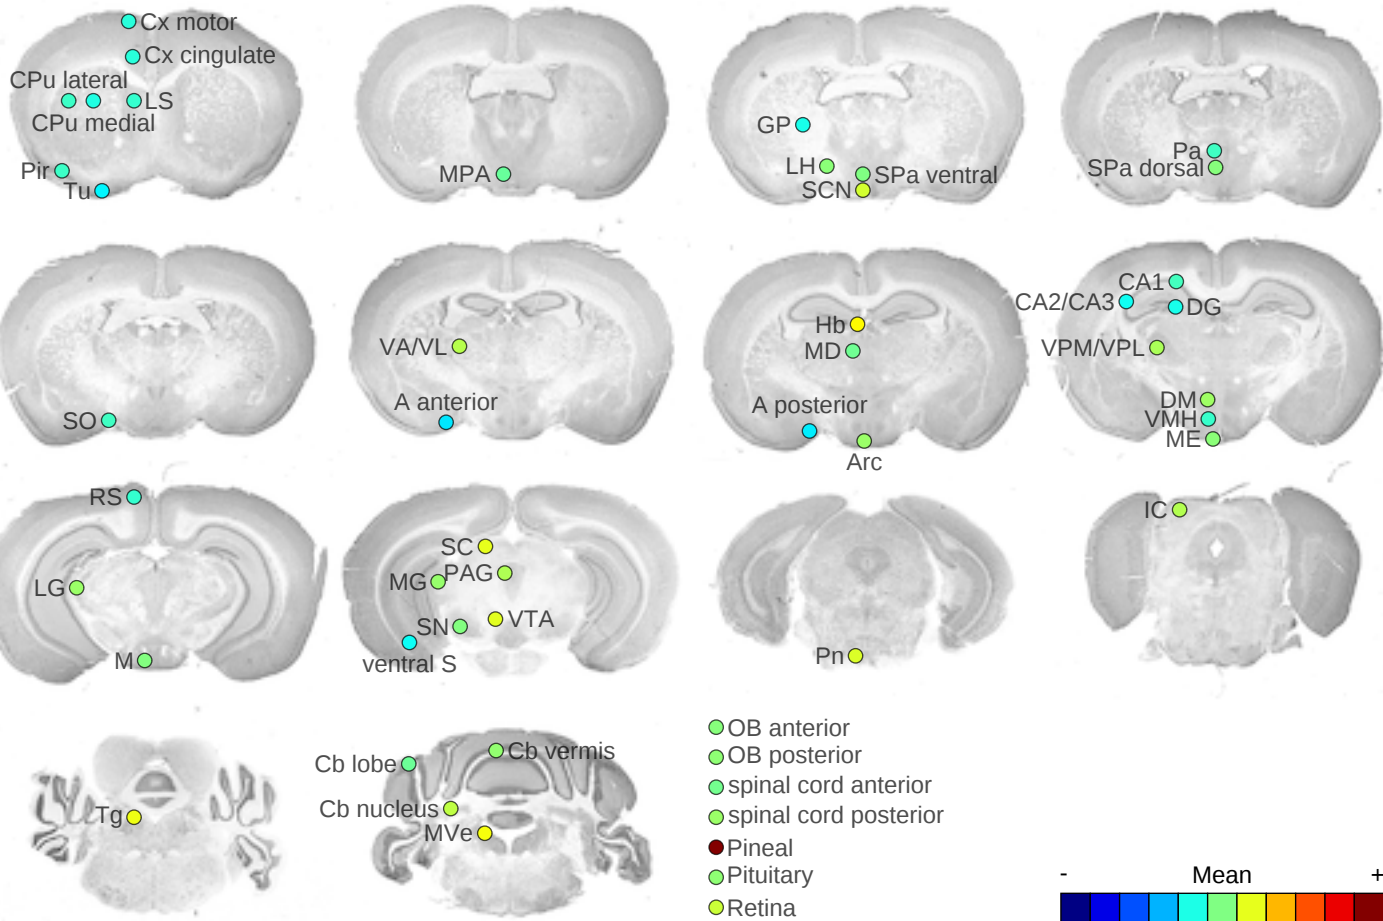 Cx motor
Cx cingulate
CPu lateral
LS
CPu medial
Pir
Tu
MPA
GP
LH
SPa ventral
SCN
Pa
SPa dorsal
SO
VA/VL
A anterior
Hb
MD
A posterior
Arc
CA1
CA2/CA3
DG
VPM/VPL
DM
VMH
ME
RS
LG
M
SC
PAG
MG
VTA
SN
ventral S
Pn
IC
Tg
Cb lobe
Cb vermis
Cb nucleus
MVe
OB anterior
OB posterior
spinal cord anterior
spinal cord posterior
Pineal
Pituitary
Retina
- Mean +